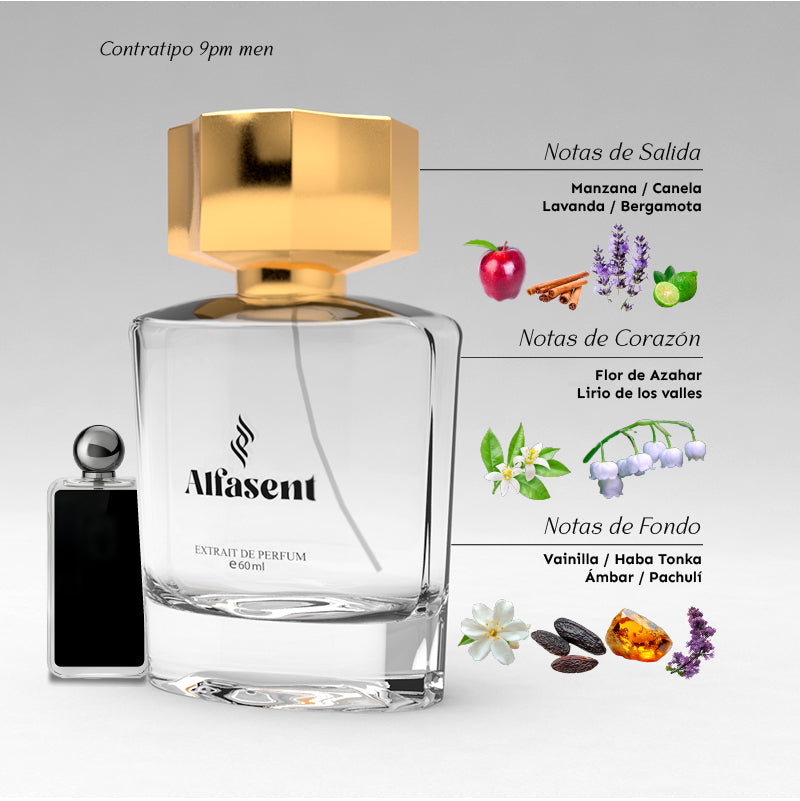 Contratipo 9pm men
Notas de Salida
Manzana / Canela
Lavanda / Bergamota
Notas de Corazón
Flor de Azahar
Lirio de los valles
Alfasent
EXTRAIT DE PERFUM
e60ml
Notas de Fondo
Vainilla / Haba Tonka
Ámbar / Pachulí